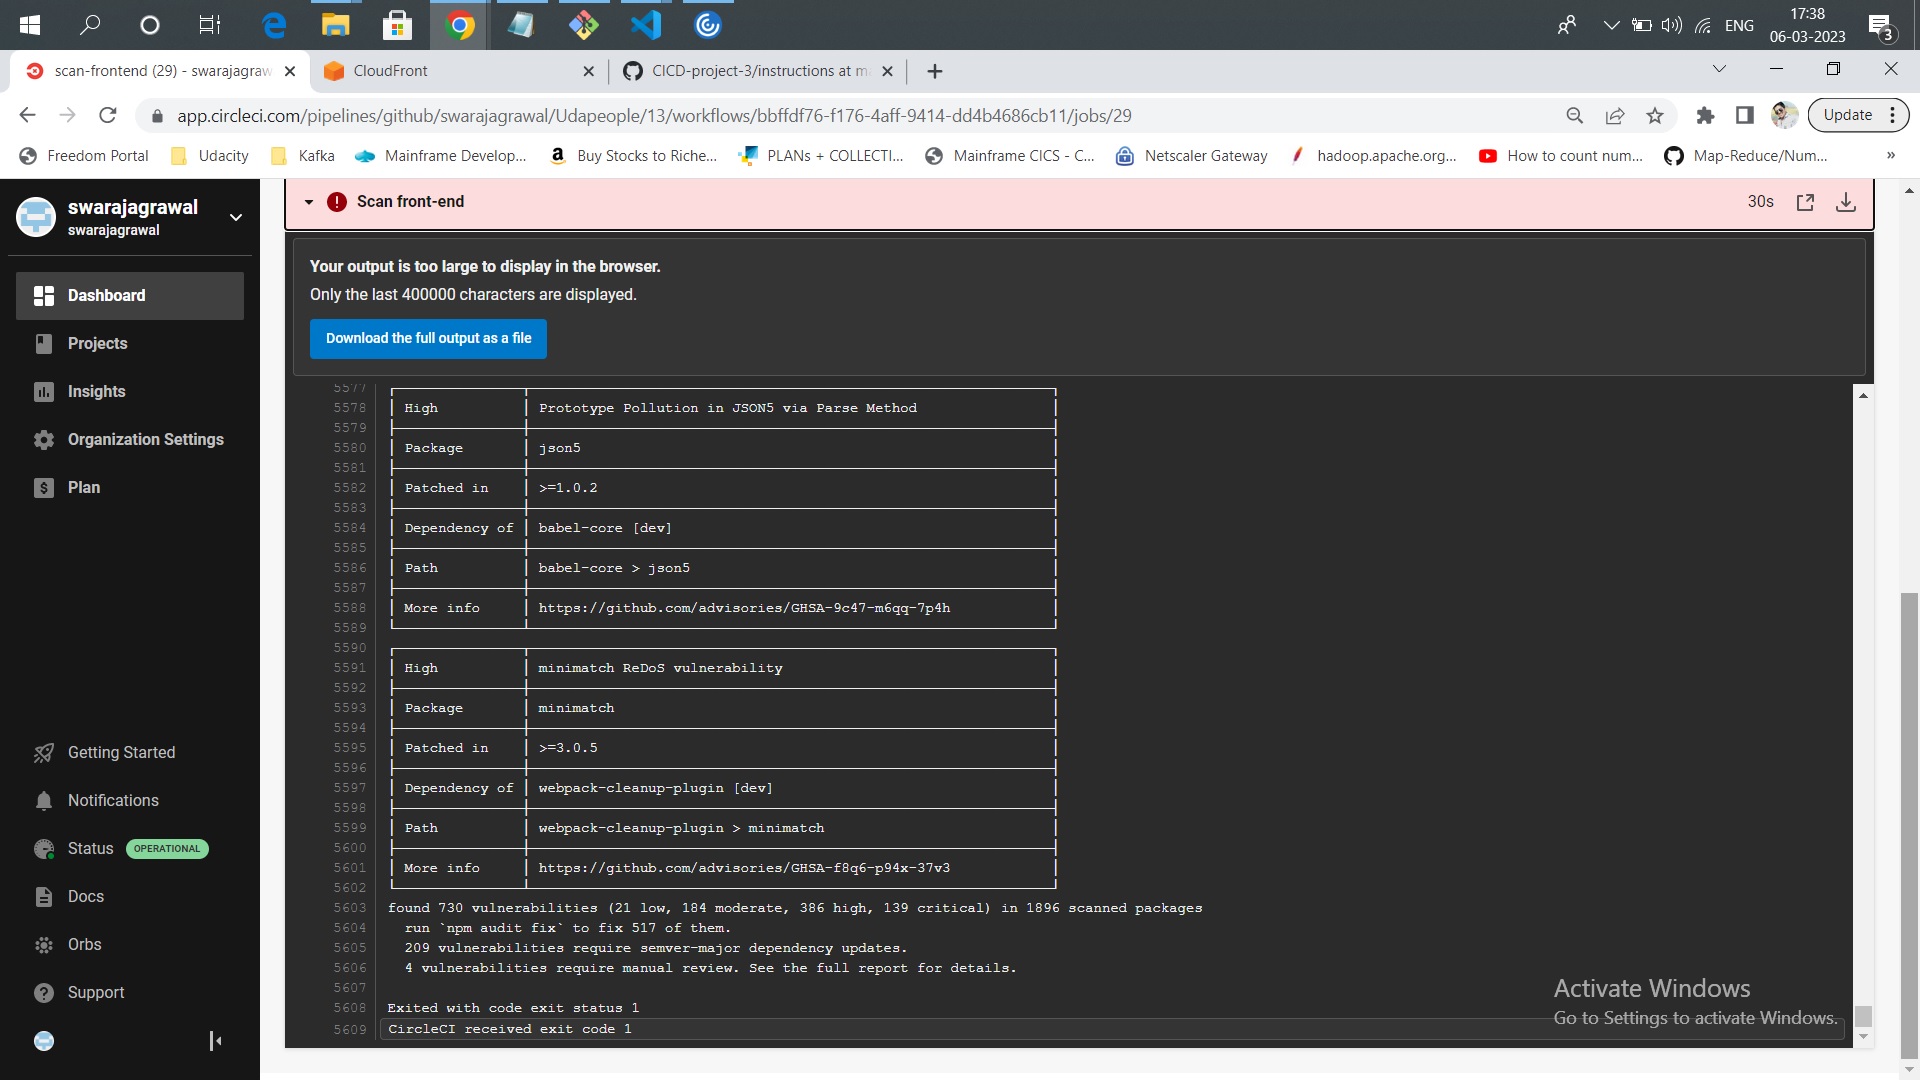 ENG
17:38
06-03-2023
3
scan-frontend (29) - swarajagraw
CloudFront
CICD-project-3/instructions at m
app.circleci.com/pipelines/github/swarajagrawal/Udapeople/13/workflows/bbffdf76-f176-4aff-9414-dd4b4686cb11/jobs/29
Update
Freedom Portal
Udacity
Kafka
Mainframe Develop...
Buy Stocks to Riche...
PLANs + COLLECTI...
Mainframe CICS - C...
Netscaler Gateway
hadoop.apache.org...
How to count num...
Map-Reduce/Num...
»
swarajagrawal
swarajagrawal
Dashboard
Projects
Insights
Organization Settings
Plan
Getting Started
Notifications
Status OPERATIONAL
Docs
Orbs
Support
Scan front-end
30s
Your output is too large to display in the browser.
Only the last 400000 characters are displayed.
Download the full output as a file
5577
5578 High Prototype Pollution in JSON5 via Parse Method
5579
5580 Package json5
5581
5582 Patched in >=1.0.2
5583
5584 Dependency of babel-core [dev]
5585
5586 Path babel-core > json5
5587
5588 More info https://github.com/advisories/GHSA-9c47-m6qq-7p4h
5589
5590
5591 High minimatch ReDoS vulnerability
5592
5593 Package minimatch
5594
5595 Patched in >=3.0.5
5596
5597 Dependency of webpack-cleanup-plugin [dev]
5598
5599 Path webpack-cleanup-plugin > minimatch
5600
5601 More info https://github.com/advisories/GHSA-f8q6-p94x-37v3
5602
5603 found 730 vulnerabilities (21 low, 184 moderate, 386 high, 139 critical) in 1896 scanned packages
5604 run `npm audit fix` to fix 517 of them.
5605 209 vulnerabilities require semver-major dependency updates.
5606 4 vulnerabilities require manual review. See the full report for details.
5607
5608 Exited with code exit status 1
5609 CircleCI received exit code 1
Activate Windows
Go to Settings to activate Windows.